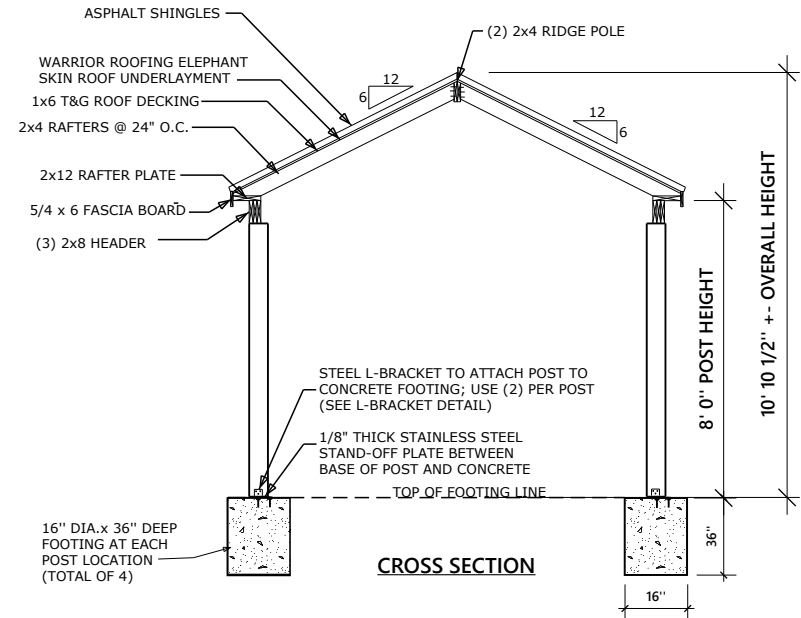 ASPHALT SHINGLES
(2) 2x4 RIDGE POLE
WARRIOR ROOFING ELEPHANT
SKIN ROOF UNDERLAYMENT
12
6
1x6 T&G ROOF DECKING
12
6
2x4 RAFTERS @ 24" O.C.
2x12 RAFTER PLATE
5/4 x 6 FASCIA BOARD
(3) 2x8 HEADER
8' 0" POST HEIGHT
10' 10 1/2" +- OVERALL HEIGHT
STEEL L-BRACKET TO ATTACH POST TO
CONCRETE FOOTING; USE (2) PER POST
(SEE L-BRACKET DETAIL)
1/8" THICK STAINLESS STEEL
STAND-OFF PLATE BETWEEN
BASE OF POST AND CONCRETE
TOP OF FOOTING LINE
16" DIA.x 36" DEEP
FOOTING AT EACH
POST LOCATION
(TOTAL OF 4)
36"
CROSS SECTION
16"